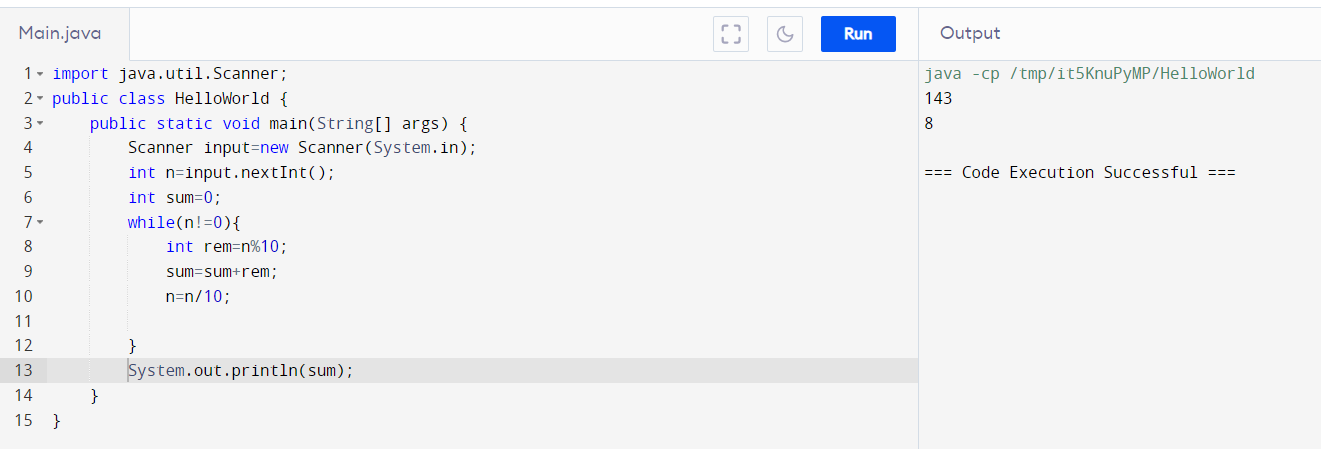 Main.java
Run
Output
1 import java.util.Scanner;
2 public class HelloWorld {
3 public static void main(String[] args) {
4 Scanner input=new Scanner(System.in);
5 int n=input.nextInt();
6 int sum=0;
7 while(n!=0){
8 int rem=n%10;
9 sum=sum+rem;
10 n=n/10;
11
12 }
13 System.out.println(sum);
14 }
15 }
java -cp /tmp/it5KnuPyMP/HelloWorld
143
8
=== Code Execution Successful ===